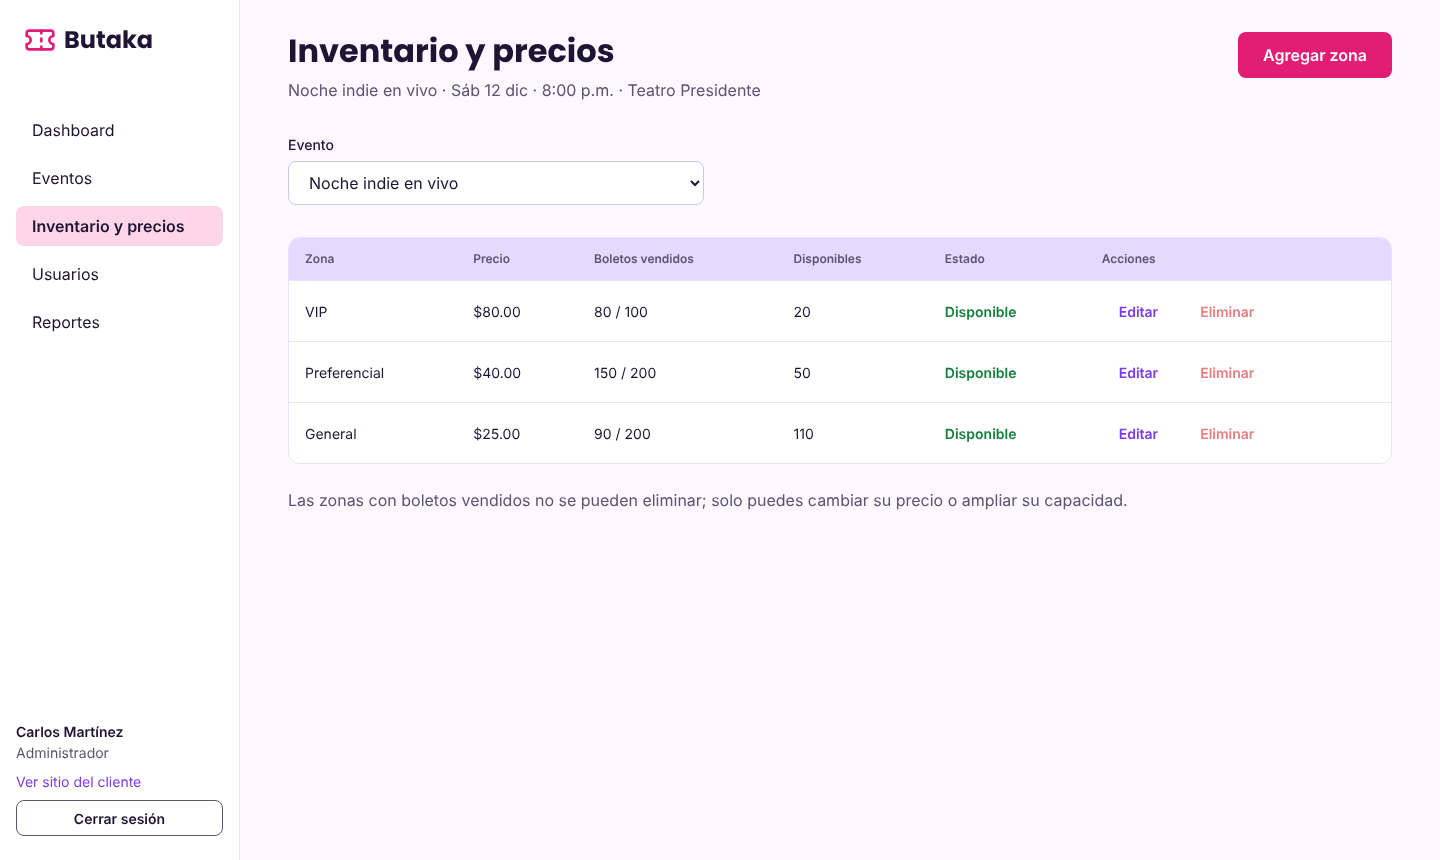 Butaka
Dashboard
Eventos
Inventario y precios
Usuarios
Reportes
Carlos Martínez
Administrador
Ver sitio del cliente
Cerrar sesión
Inventario y precios
Noche indie en vivo · Sáb 12 dic · 8:00 p.m. · Teatro Presidente
Agregar zona
Evento
Noche indie en vivo
Zona Precio Boletos vendidos Disponibles Estado Acciones
VIP $80.00 80 / 100 20 Disponible Editar Eliminar
Preferencial $40.00 150 / 200 50 Disponible Editar Eliminar
General $25.00 90 / 200 110 Disponible Editar Eliminar
Las zonas con boletos vendidos no se pueden eliminar; solo puedes cambiar su precio o ampliar su capacidad.